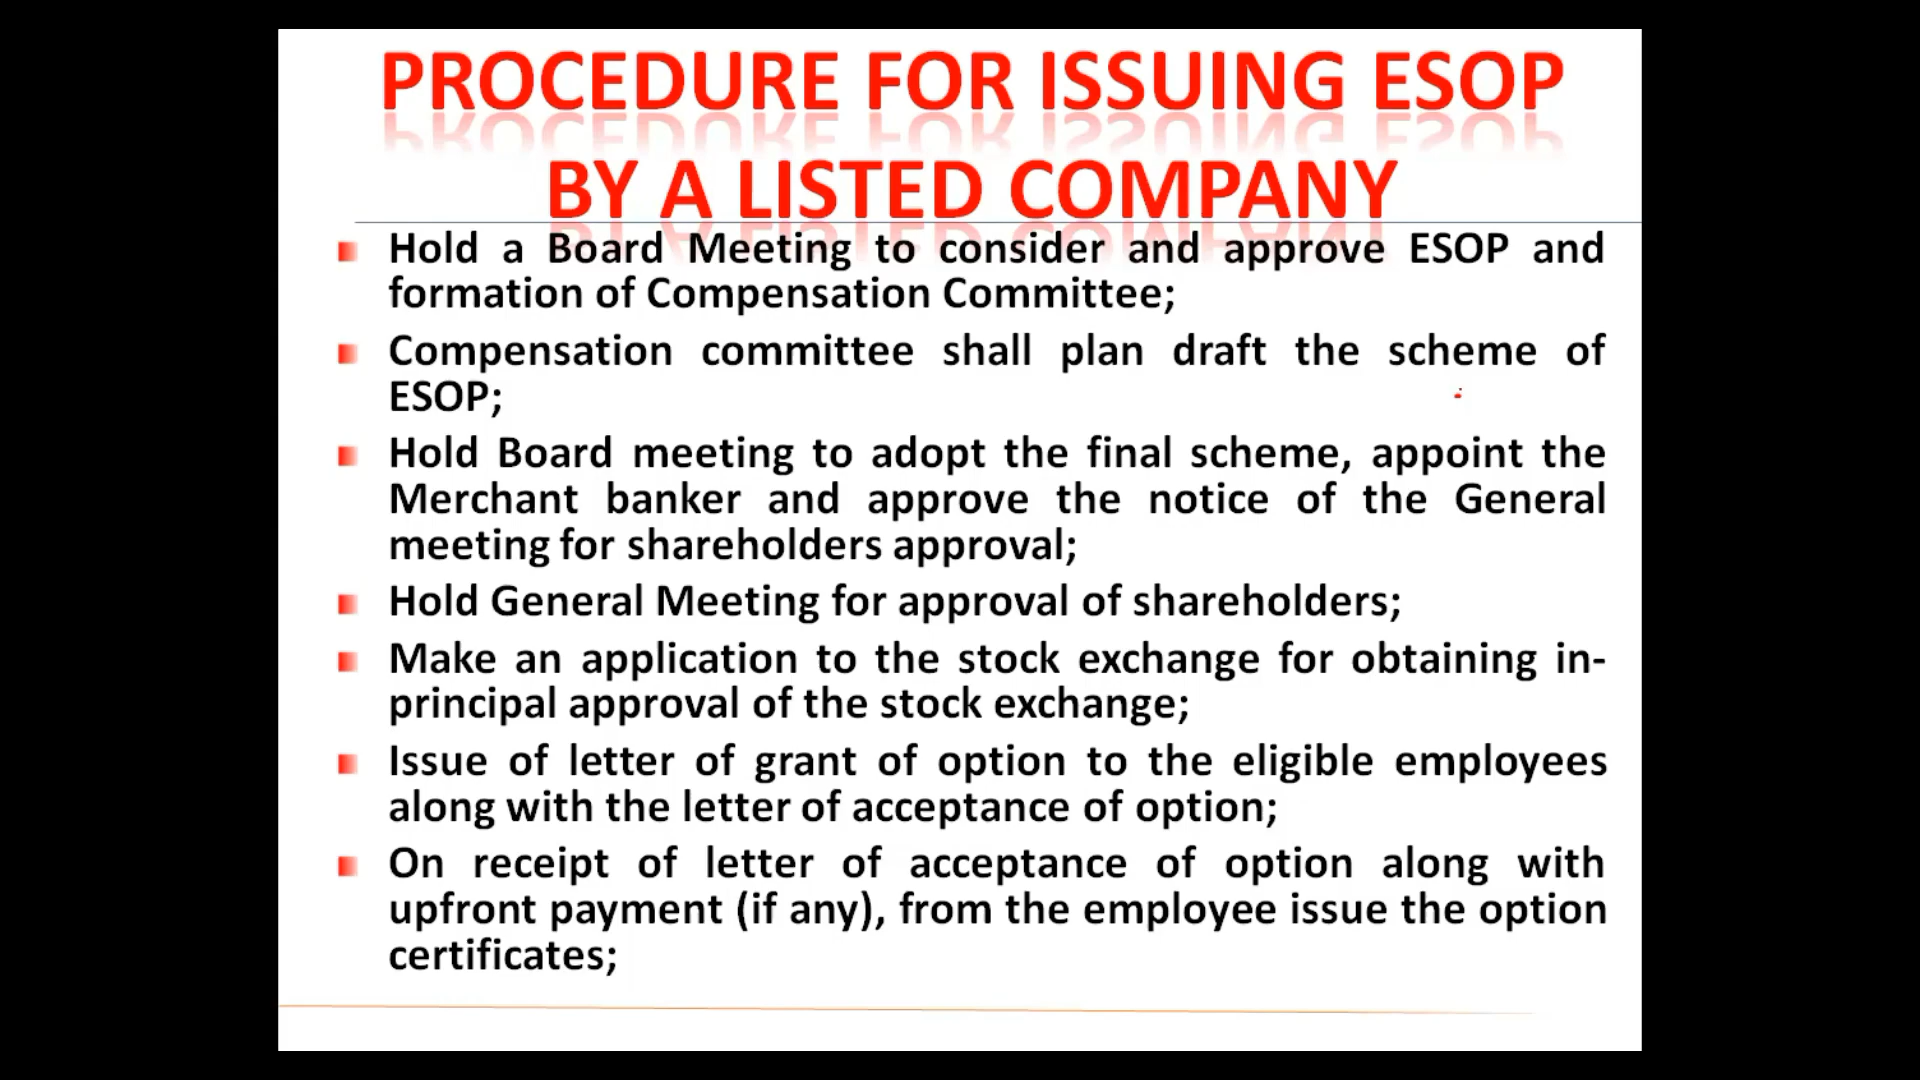 PROCEDURE FOR ISSUING ESOP
BY A LISTED COMPANY
Hold a Board Meeting to consider and approve ESOP and
formation of Compensation Committee;
Compensation committee shall plan draft the scheme of
ESOP;
Hold Board meeting to adopt the final scheme, appoint the
Merchant banker and approve the notice of the General
meeting for shareholders approval;
Hold General Meeting for approval of shareholders;
Make an application to the stock exchange for obtaining in-
principal approval of the stock exchange;
Issue of letter of grant of option to the eligible employees
along with the letter of acceptance of option;
On receipt of letter of acceptance of option along with
upfront payment (if any), from the employee issue the option
certificates;